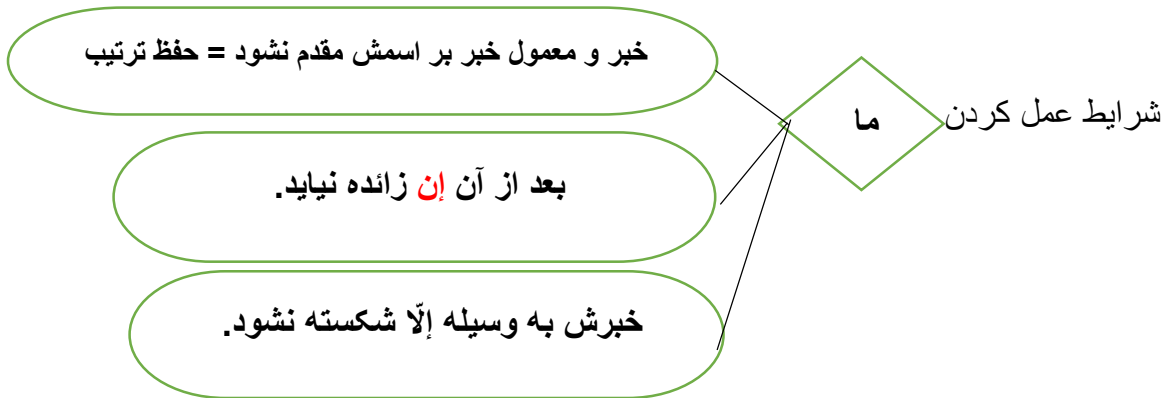 شرایط عمل کردن
ما
خبر و معمول خبر بر اسمش مقدم نشود = حفظ ترتیب
بعد از آن إن زائده نیاید.
خبرش به وسیله إلّا شکسته نشود.